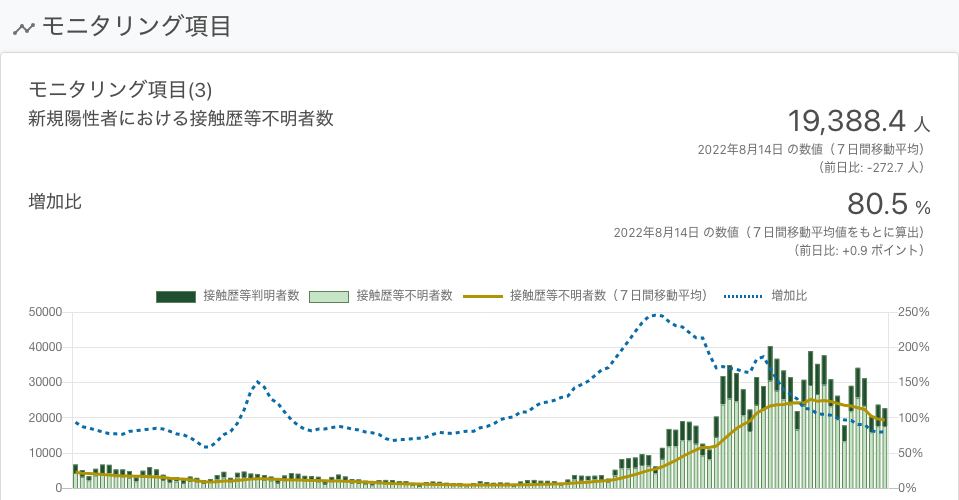 モニタリング項目
モニタリング項目(3)
新規陽性者における接触歴等不明者数
19,388.4 人
2022年8月14日 の数値（７日間移動平均）
（前日比: -272.7 人）
増加比
80.5 %
2022年8月14日 の数値（７日間移動平均値をもとに算出）
（前日比: +0.9 ポイント）
接触歴等判明者数 接触歴等不明者数 接触歴等不明者数（７日間移動平均） 増加比
50000 250%
40000 200%
30000 150%
20000 100%
10000 50%
0 0%